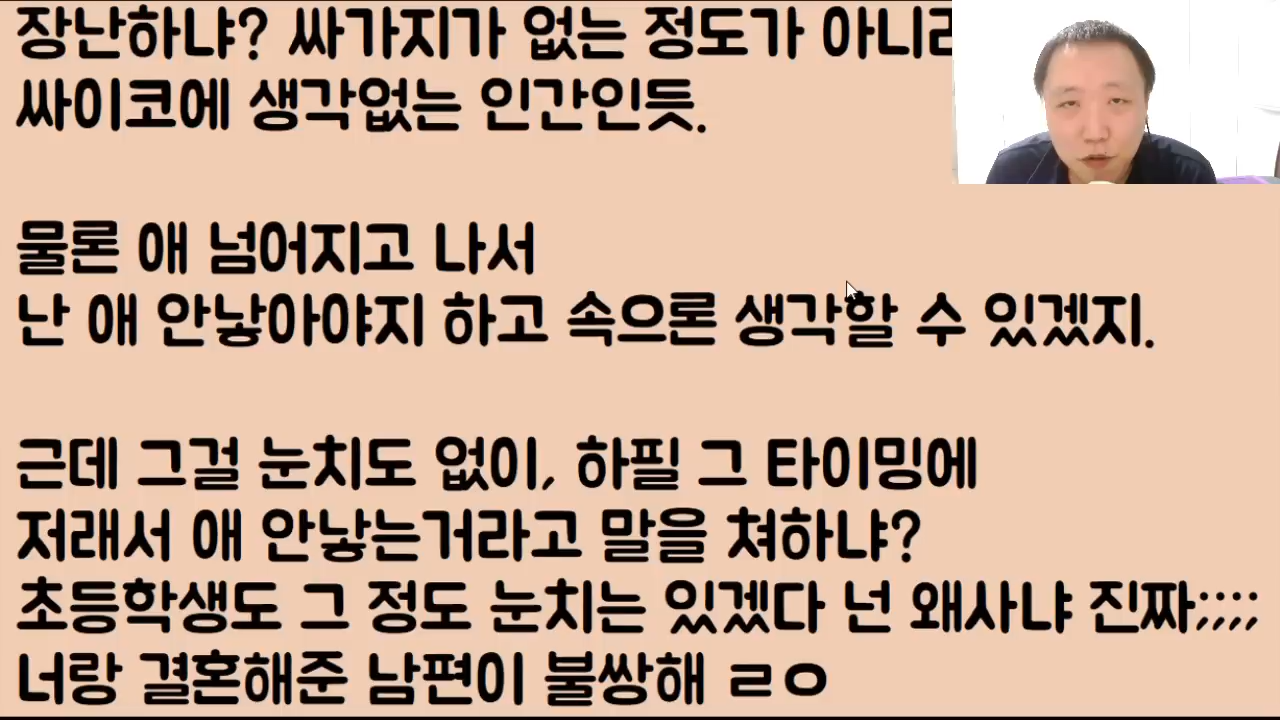 장난하냐? 싸가지가 없는 정도가 아니라
싸이코에 생각없는 인간인듯.
물론 애 넘어지고 나서
난 애 안낳아야지 하고 속으론 생각할 수 있겠지.
근데 그걸 눈치도 없이, 하필 그 타이밍에
저래서 애 안낳는거라고 말을 쳐하냐?
초등학생도 그 정도 눈치는 있겠다 넌 왜사냐 진짜;;;;
너랑 결혼해준 남편이 불쌍해 ㄹㅇ